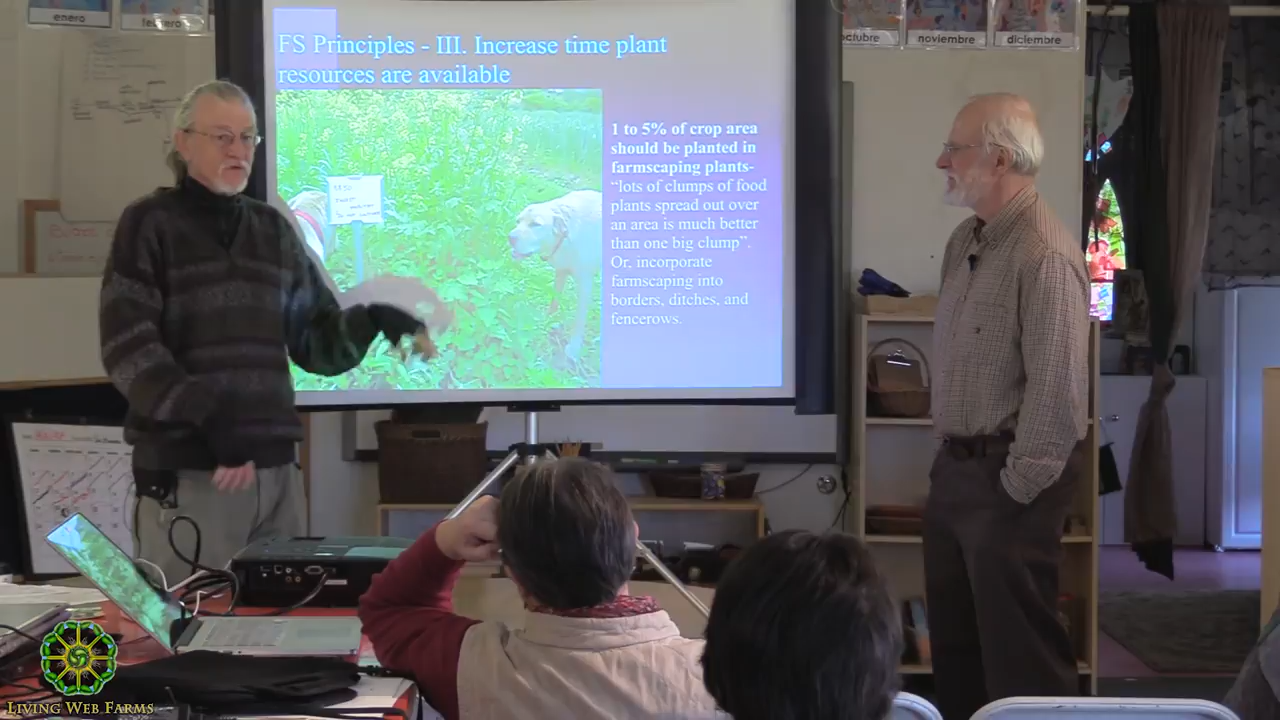 enero
febrero
octubre
noviembre
diciembre
FS Principles - III. Increase time plant
resources are available
1 to 5% of crop area
should be planted in
farmscaping plants-
“lots of clumps of food
plants spread out over
an area is much better
than one big clump”.
Or, incorporate
farmscaping into
borders, ditches, and
fencerows.
LIVING WEB FARMS